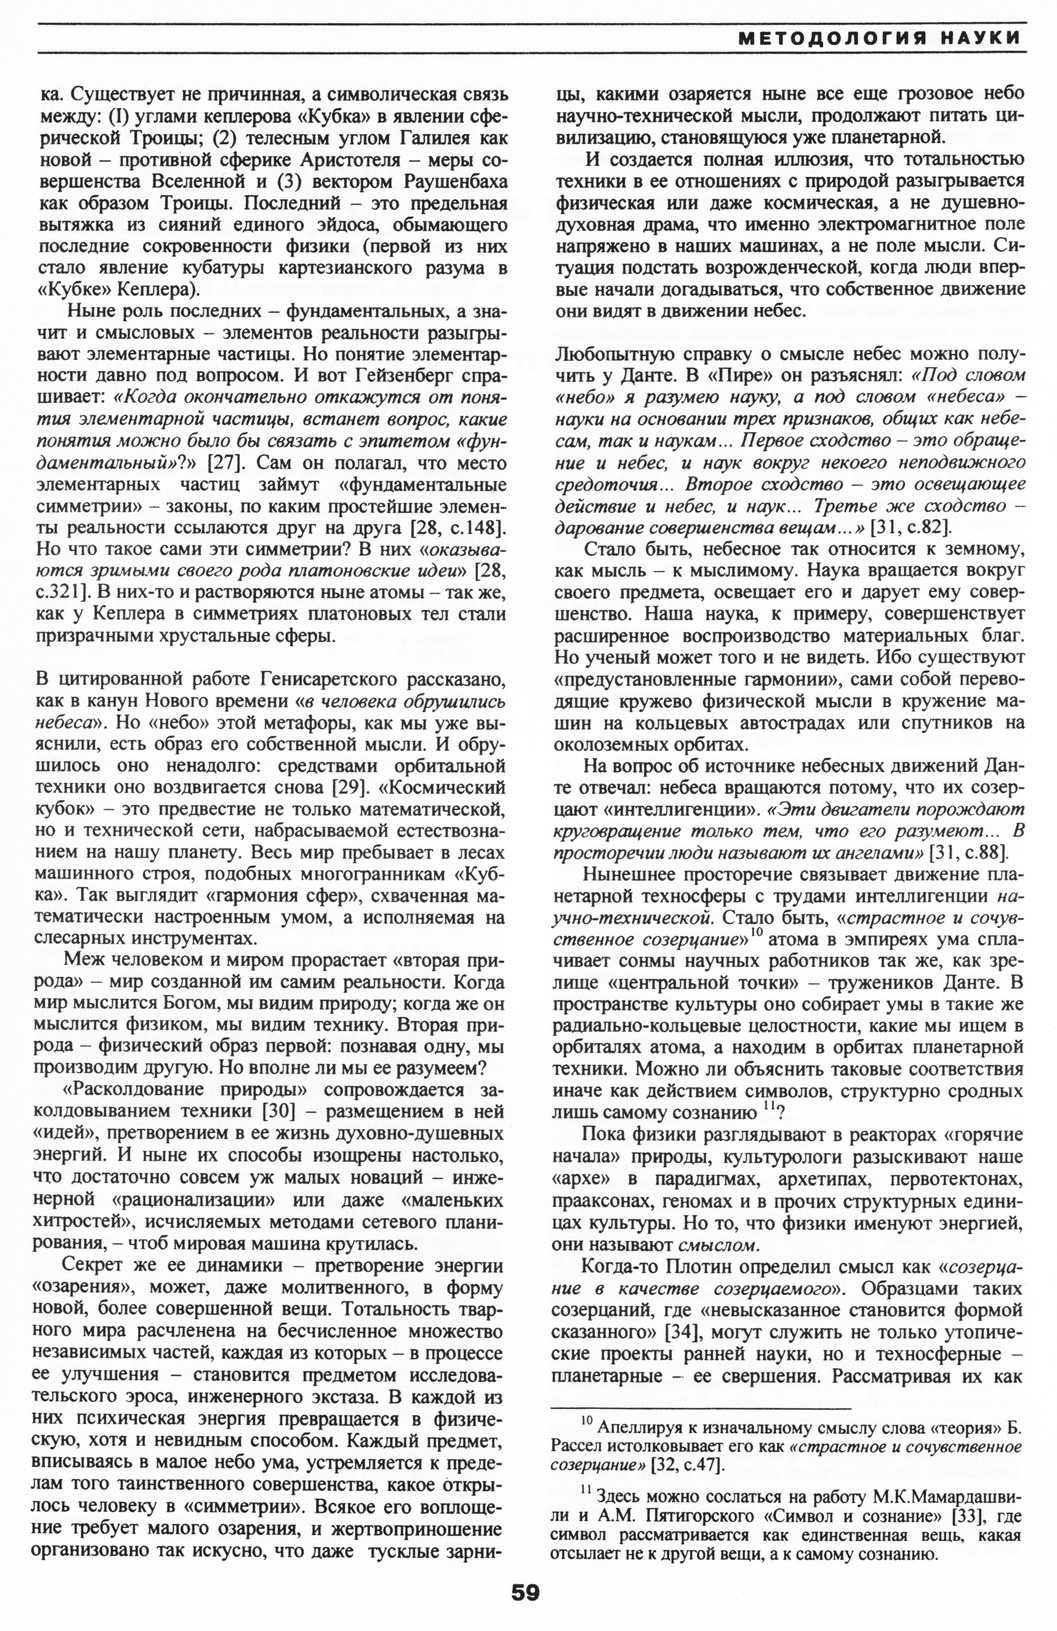 МЕТОДОЛОГИЯ НАУКИ
ка. Существует не причинная, а символическая связь
между: (I) углами кеплерова «Кубка» в явлении сфе-
рической Троицы; (2) телесным углом Галилея как
новой – противной сферике Аристотеля – меры со-
вершенства Вселенной и (3) вектором Раушенбаха
как образом Троицы. Последний – это предельная
вытяжка из сияний единого эйдоса, обымающего
последние сокровенности физики (первой из них
стало явление кубатуры картезианского разума в
«Кубке» Кеплера).
Ныне роль последних – фундаментальных, а зна-
чит и смысловых – элементов реальности разыгры-
вают элементарные частицы. Но понятие элементар-
ности давно под вопросом. И вот Гейзенберг спра-
шивает: «Когда окончательно откажутся от поня-
тия элементарной частицы, встанет вопрос, какие
понятия можно было бы связать с эпитетом «фун-
даментальный»?» [27]. Сам он полагал, что место
элементарных частиц займут «фундаментальные
симметрии» – законы, по каким простейшие элемен-
ты реальности ссылаются друг на друга [28, с.148].
Но что такое сами эти симметрии? В них «оказыва-
ются зримыми своего рода платоновские идеи» [28,
с.321]. В них-то и растворяются ныне атомы – так же,
как у Кеплера в симметриях платоновых тел стали
призрачными хрустальные сферы.
В цитированной работе Генисаретского рассказано,
как в канун Нового времени «в человека обрушились
небеса». Но «небо» этой метафоры, как мы уже вы-
яснили, есть образ его собственной мысли. И обру-
шилось оно ненадолго: средствами орбитальной
техники оно воздвигается снова [29]. «Космический
кубок» – это предвестие не только математической,
но и технической сети, набрасываемой естествозна-
нием на нашу планету. Весь мир пребывает в лесах
машинного строя, подобных многогранникам «Куб-
ка». Так выглядит «гармония сфер», схваченная ма-
тематически настроенным умом, а исполняемая на
слесарных инструментах.
Меж человеком и миром прорастает «вторая при-
рода» – мир созданной им самим реальности. Когда
мир мыслится Богом, мы видим природу; когда же он
мыслится физиком, мы видим технику. Вторая при-
рода – физический образ первой: познавая одну, мы
производим другую. Но вполне ли мы ее разумеем?
«Расколдование природы» сопровождается за-
колдовыванием техники [30] – размещением в ней
«идей», претворением в ее жизнь духовно-душевных
энергий. И ныне их способы изощрены настолько,
что достаточно совсем уж малых новаций – инже-
нерной «рационализации» или даже «маленьких
хитростей», исчисляемых методами сетевого плани-
рования, – чтоб мировая машина крутилась.
Секрет же ее динамики – претворение энергии
«озарения», может, даже молитвенного, в форму
новой, более совершенной вещи. Тотальность твар-
ного мира расчленена на бесчисленное множество
независимых частей, каждая из которых – в процессе
ее улучшения – становится предметом исследова-
тельского эроса, инженерного экстаза. В каждой из
них психическая энергия превращается в физиче-
скую, хотя и невидным способом. Каждый предмет,
вписываясь в малое небо ума, устремляется к преде-
лам того таинственного совершенства, какое откры-
лось человеку в «симметрии». Всякое его воплоще-
ние требует малого озарения, и жертвоприношение
организовано так искусно, что даже тусклые зарни-
цы, какими озаряется ныне все еще грозовое небо
научно-технической мысли, продолжают питать ци-
вилизацию, становящуюся уже планетарной.
И создается полная иллюзия, что тотальностью
техники в ее отношениях с природой разыгрывается
физическая или даже космическая, а не душевно-
духовная драма, что именно электромагнитное поле
напряжено в наших машинах, а не поле мысли. Си-
туация подстать возрожденческой, когда люди впер-
вые начали догадываться, что собственное движение
они видят в движении небес.
Любопытную справку о смысле небес можно полу-
чить у Данте. В «Пире» он разъяснял: «Под словом
«небо» я разумею науку, а под словом «небеса» –
науки на основании трех признаков, общих как небе-
сам, так и наукам... Первое сходство – это обраще-
ние и небес, и наук вокруг некоего неподвижного
средоточия... Второе сходство – это освещающее
действие и небес, и наук... Третье же сходство –
дарование совершенства вещам...» [31, с.82].
Стало быть, небесное так относится к земному,
как мысль – к мыслимому. Наука вращается вокруг
своего предмета, освещает его и дарует ему совер-
шенство. Наша наука, к примеру, совершенствует
расширенное воспроизводство материальных благ.
Но ученый может того и не видеть. Ибо существуют
«предустановленные гармонии», сами собой перево-
дящие кружево физической мысли в кружение ма-
шин на кольцевых автострадах или спутников на
околоземных орбитах.
На вопрос об источнике небесных движений Дан-
те отвечал: небеса вращаются потому, что их созер-
цают «интеллигенции». «Эти двигатели порождают
круговращение только тем, что его разумеют... В
просторечии люди называют их ангелами» [31, с.88].
Нынешнее просторечие связывает движение пла-
нетарной техносферы с трудами интеллигенции на-
учно-технической. Стало быть, «страстное и сочув-
ственное созерцание»¹⁰ атома в эмпиреях ума спла-
чивает сонмы научных работников так же, как зре-
лище «центральной точки» – тружеников Данте. В
пространстве культуры оно собирает умы в такие же
радиально-кольцевые целостности, какие мы ищем в
орбиталях атома, а находим в орбитах планетарной
техники. Можно ли объяснить таковые соответствия
иначе как действием символов, структурно сродных
лишь самому сознанию ¹¹?
Пока физики разглядывают в реакторах «горячие
начала» природы, культурологи разыскивают наше
«архе» в парадигмах, архетипах, первотектонах,
прааксонах, геномах и в прочих структурных едини-
цах культуры. Но то, что физики именуют энергией,
они называют смыслом.
Когда-то Плотин определил смысл как «созерца-
ние в качестве созерцаемого». Образцами таких
созерцаний, где «невысказанное становится формой
сказанного» [34], могут служить не только утопиче-
ские проекты ранней науки, но и техносферные –
планетарные – ее свершения. Рассматривая их как
¹⁰ Апеллируя к изначальному смыслу слова «теория» Б.
Рассел истолковывает его как «страстное и сочувственное
созерцание» [32, с.47].
¹¹ Здесь можно сослаться на работу М.К.Мамардашви-
ли и А.М. Пятигорского «Символ и сознание» [33], где
символ рассматривается как единственная вещь, какая
отсылает не к другой вещи, а к самому сознанию.
59